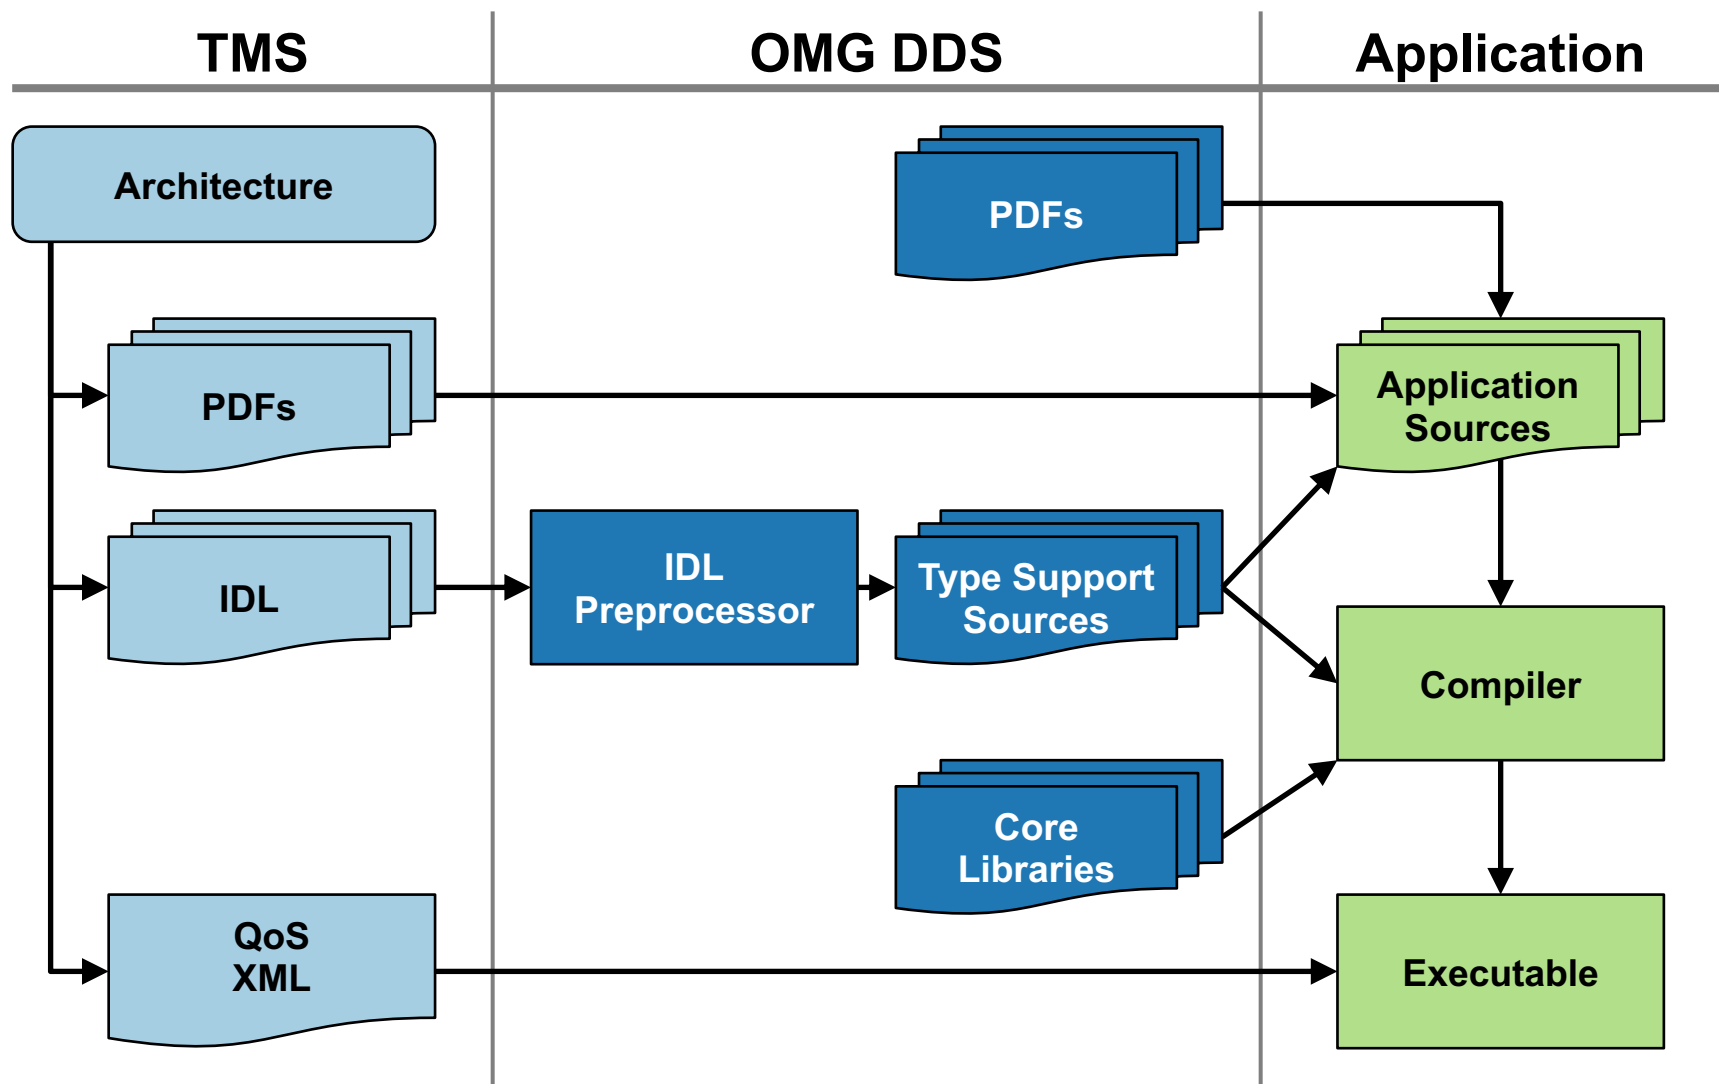 TMS
OMG DDS
Application
Architecture
PDFs
PDFs
Application
Sources
IDL
IDL
Preprocessor
Type Support
Sources
Compiler
Core
Libraries
QoS
XML
Executable